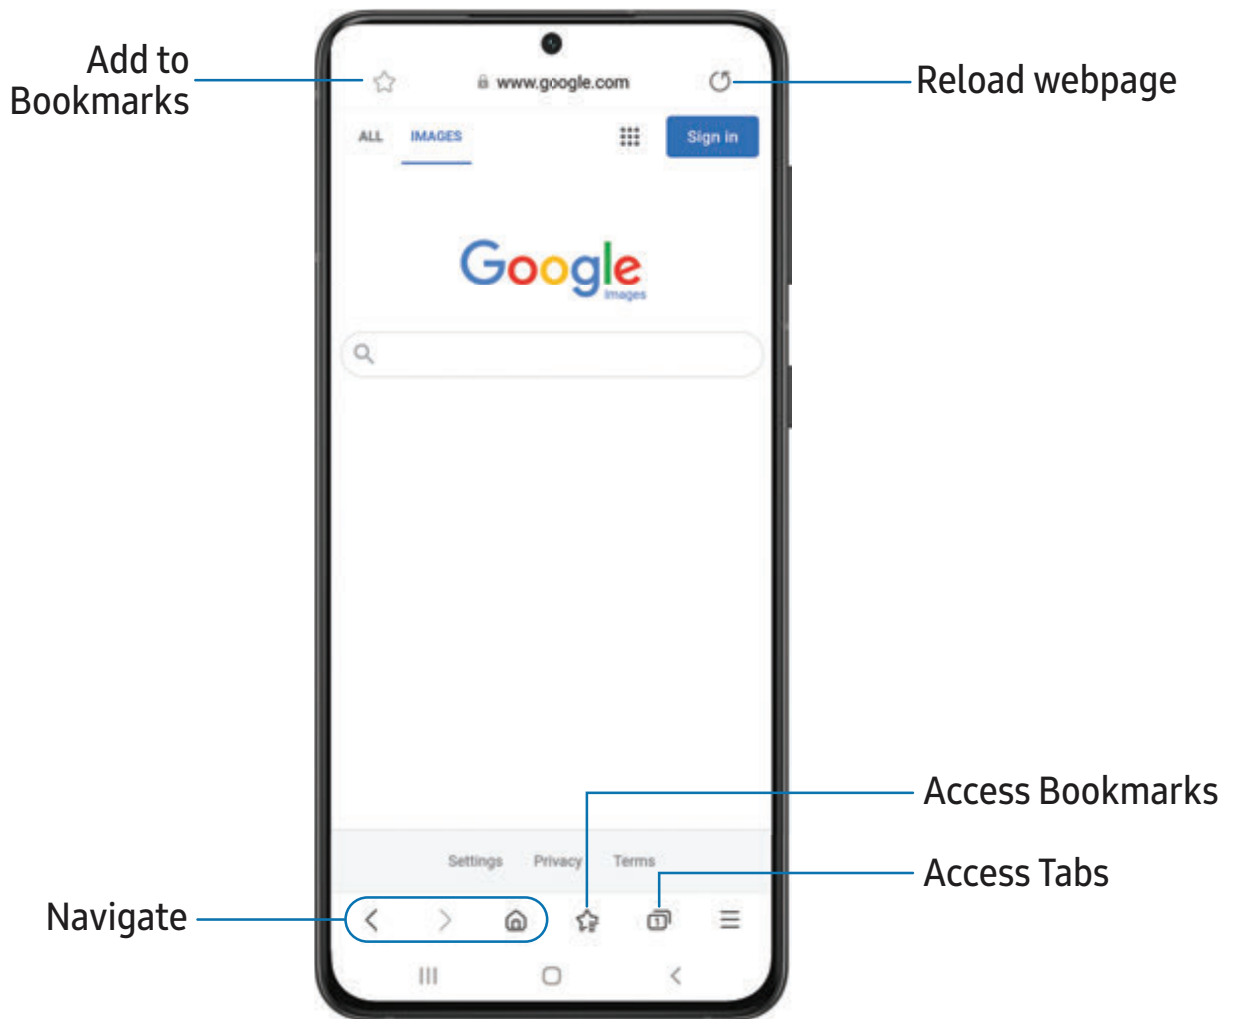 Add to
Bookmarks
www.google.com
Reload webpage
ALL IMAGES Sign in
Google
Images
Access Bookmarks
Settings Privacy Terms
Access Tabs
Navigate
1